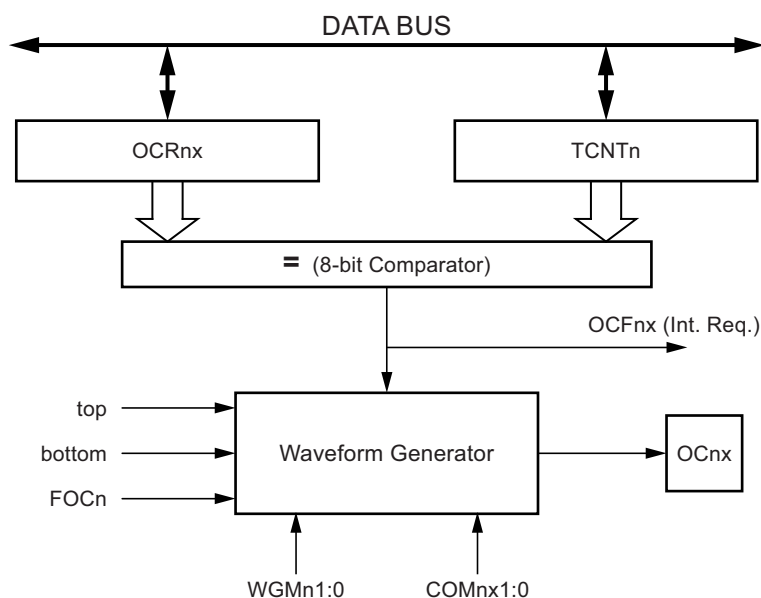 DATA BUS
OCRnx
TCNTn
= (8-bit Comparator)
OCFnx (Int. Req.)
top
bottom
FOCn
Waveform Generator
OCnx
WGMn1:0
COMnx1:0